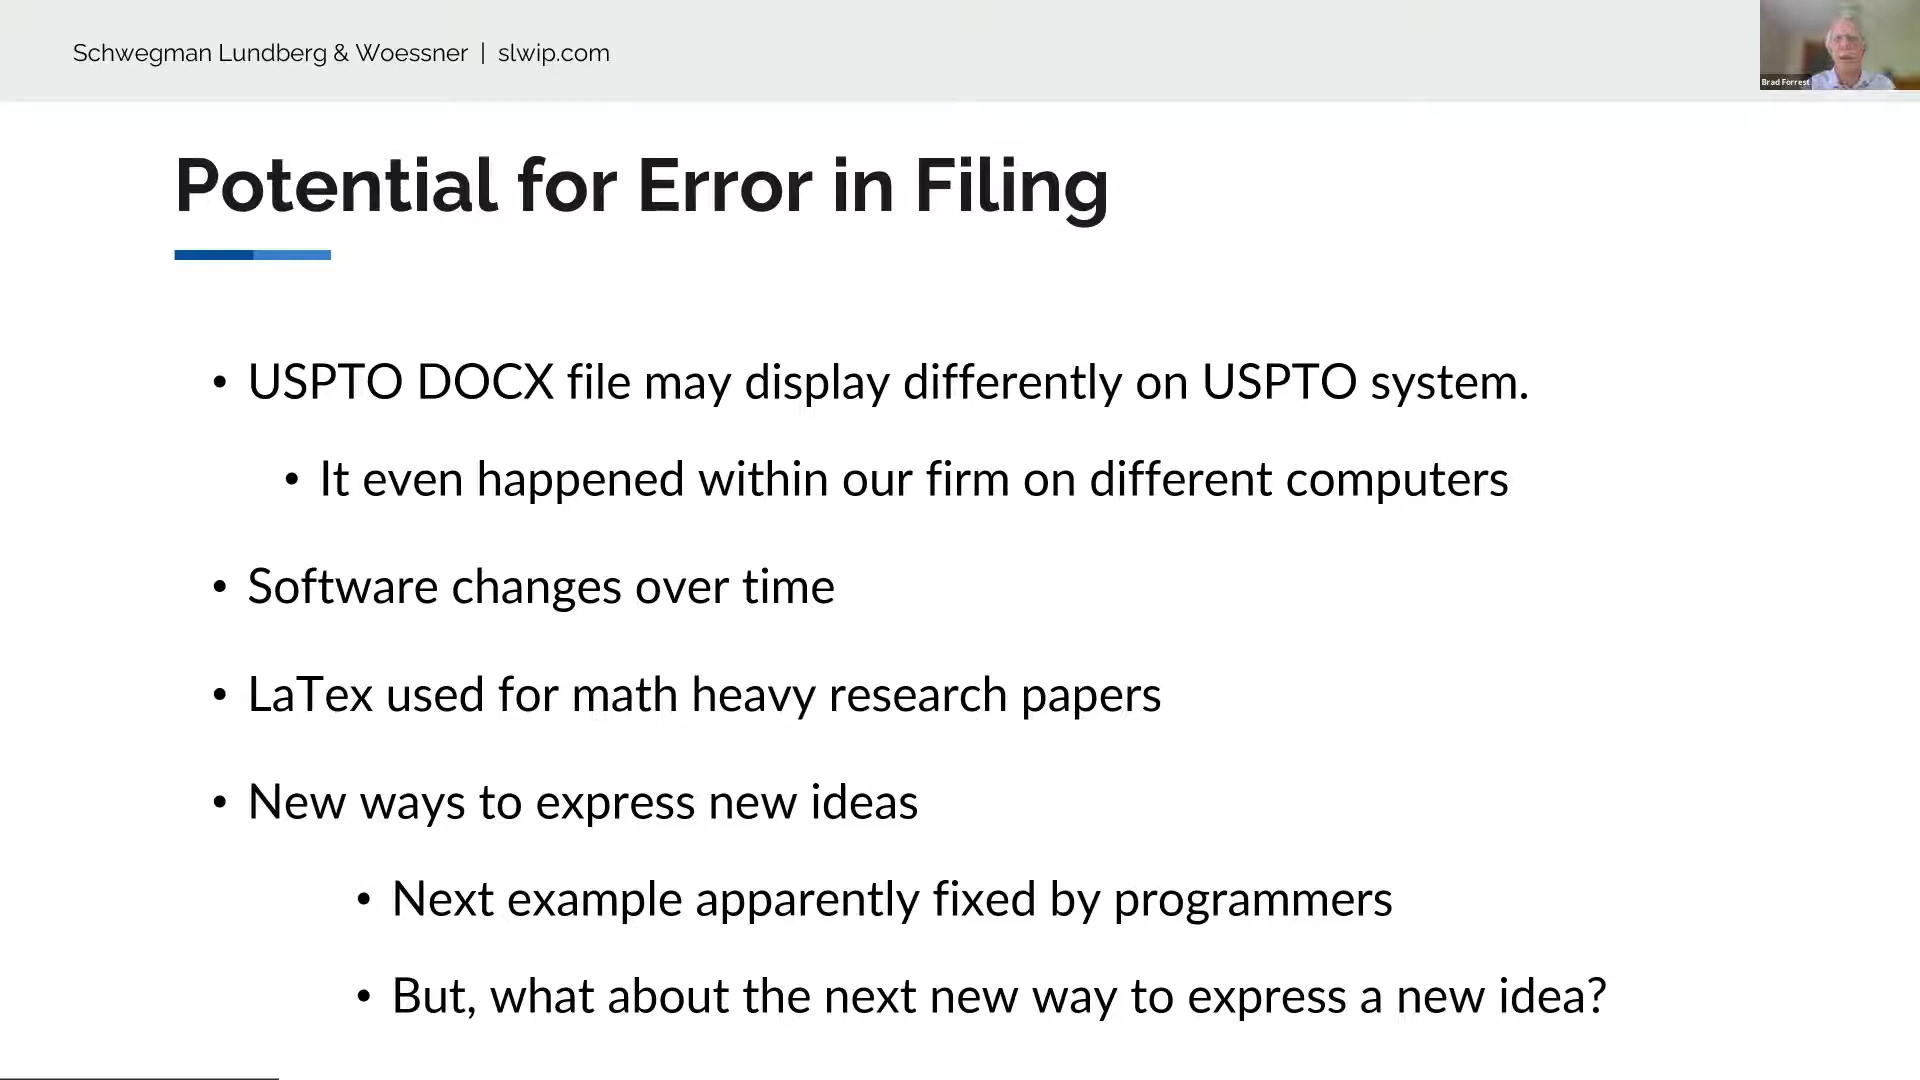 Schwegman Lundberg & Woessner | slwip.com
Brad Forrest
Potential for Error in Filing
• USPTO DOCX file may display differently on USPTO system.
• It even happened within our firm on different computers
• Software changes over time
• LaTex used for math heavy research papers
• New ways to express new ideas
• Next example apparently fixed by programmers
• But, what about the next new way to express a new idea?